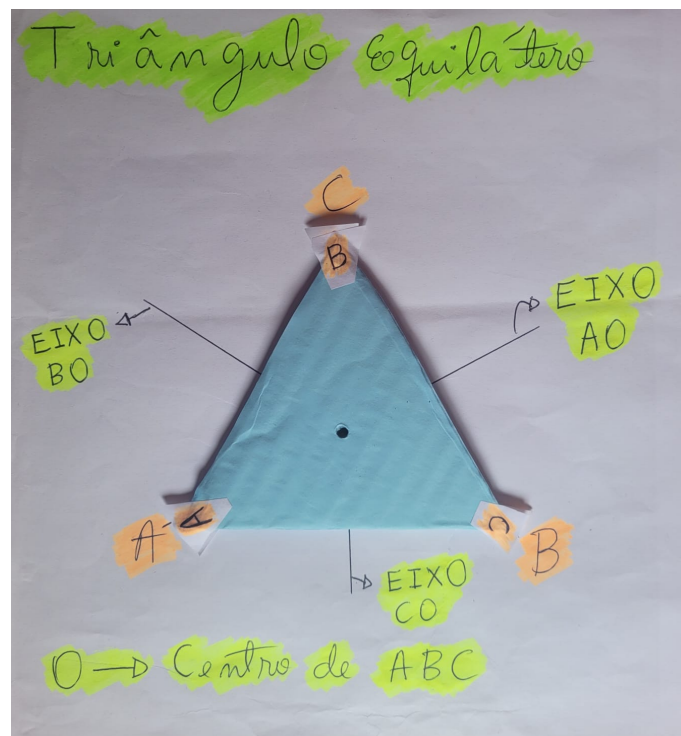 Triângulo Equilátero
C
B
EIXO
AO
EIXO
BO
A
A
C
B
EIXO
CO
O → Centro de ABC